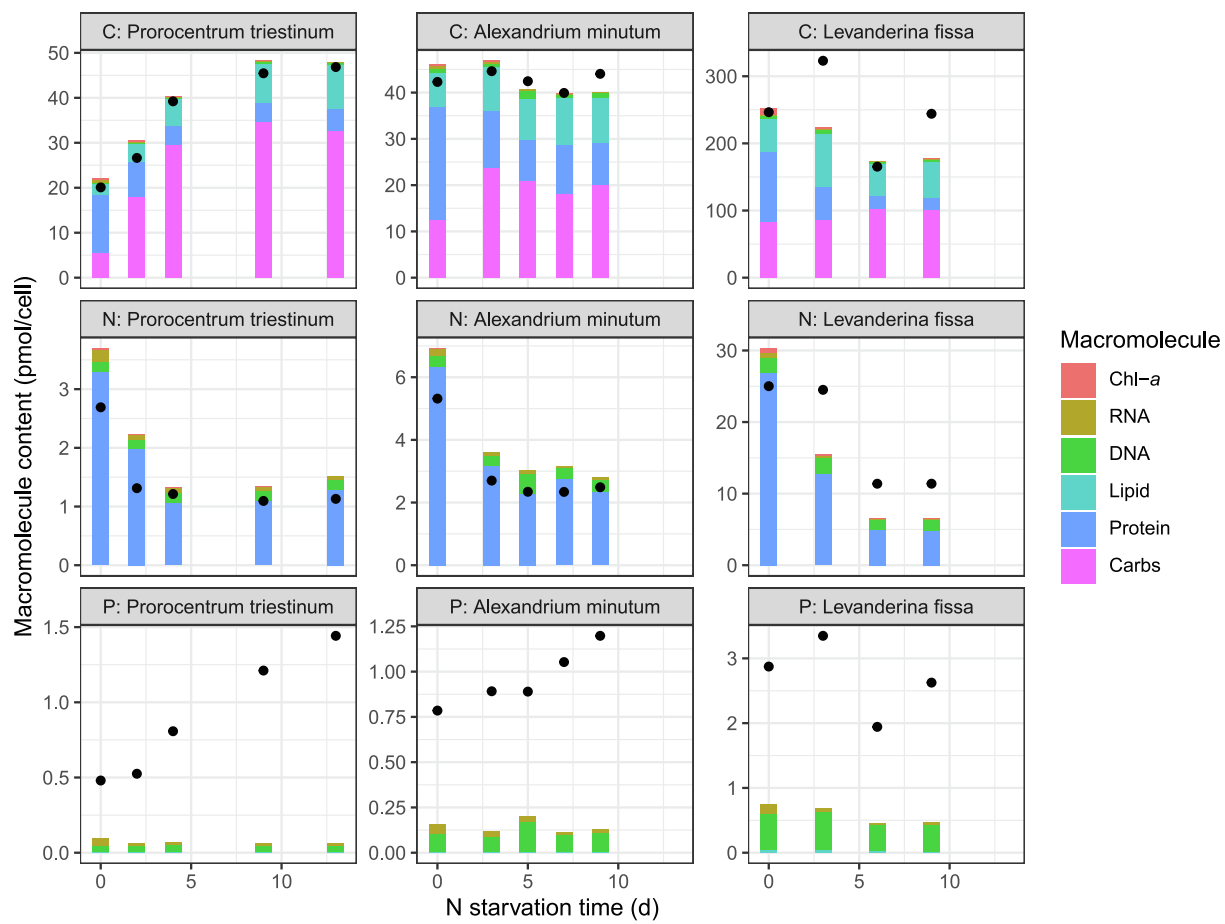 C: Prorocentrum triestinum
C: Alexandrium minutum
C: Levanderina fissa
50
40
30
20
10
0
40
30
20
10
0
300
200
100
0
N: Prorocentrum triestinum
N: Alexandrium minutum
N: Levanderina fissa
3
2
1
0
6
4
2
0
30
20
10
0
P: Prorocentrum triestinum
P: Alexandrium minutum
P: Levanderina fissa
1.5
1.0
0.5
0.0
1.25
1.00
0.75
0.50
0.25
0.00
3
2
1
0
0 5 10
0 5 10
0 5 10
N starvation time (d)
Macromolecule content (pmol/cell)
Macromolecule
Chl−a
RNA
DNA
Lipid
Protein
Carbs